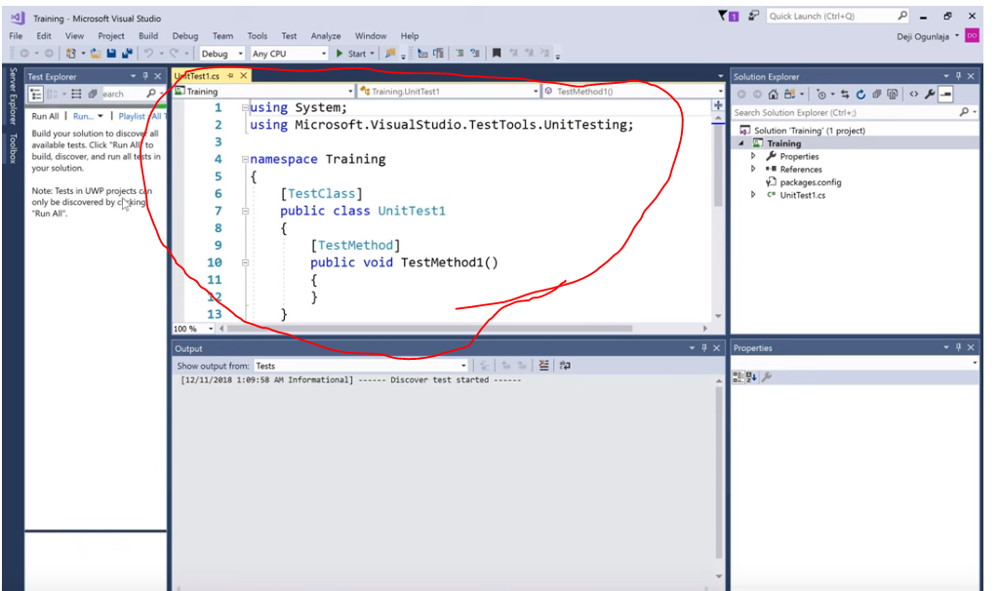 Training - Microsoft Visual Studio
1
Quick Launch (Ctrl+Q)
File Edit View Project Build Debug Team Tools Test Analyze Window Help
Deji Ogunlaja DO
Debug Any CPU Start
Server Explorer
Toolbox
Test Explorer
earch
Run All | Run... | Playlist : All T
Build your solution to discover all
available tests. Click "Run All" to
build, discover, and run all tests in
your solution.
Note: Tests in UWP projects can
only be discovered by clicking
"Run All".
UnitTest1.cs
Training Training.UnitTest1 TestMethod1()
1 using System;
2 using Microsoft.VisualStudio.TestTools.UnitTesting;
3
4 namespace Training
5 {
6 [TestClass]
7 public class UnitTest1
8 {
9 [TestMethod]
10 public void TestMethod1()
11 {
12 }
13 }
100 %
Output
Show output from: Tests
[12/11/2018 1:09:58 AM Informational] ------ Discover test started ------
Solution Explorer
Search Solution Explorer (Ctrl+;)
Solution 'Training' (1 project)
Training
Properties
References
packages.config
C# UnitTest1.cs
Properties